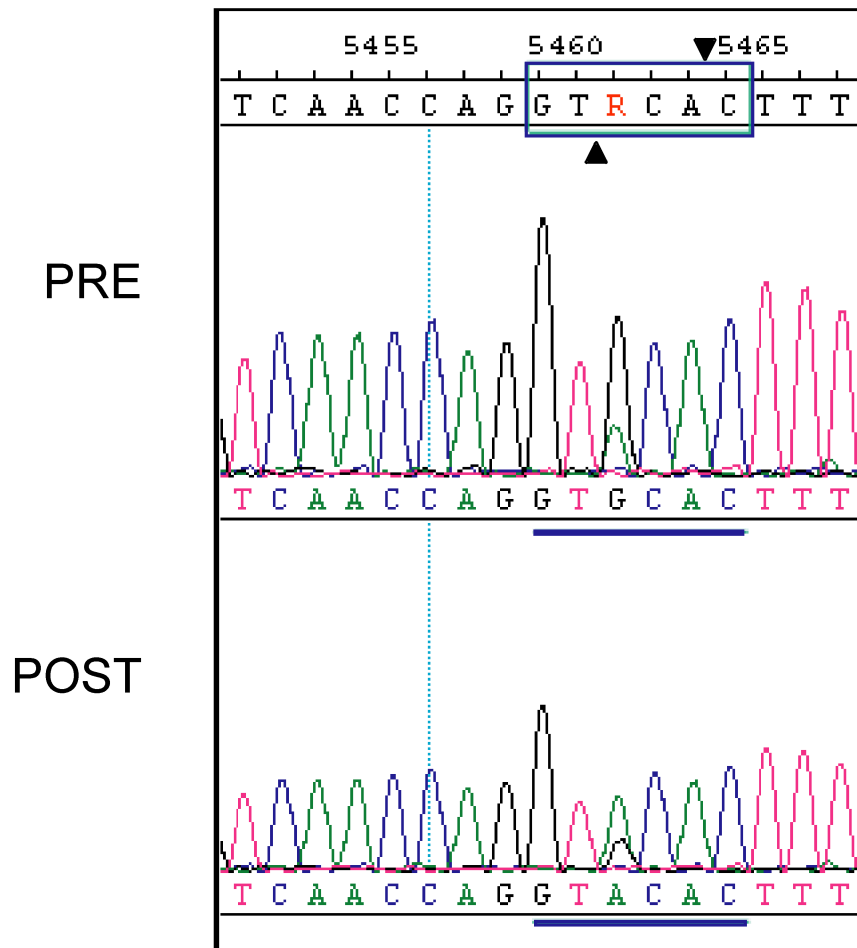 5455 5460 5465
T C A A C C A G G T R C A C T T T
PRE
T C A A C C A G G T G C A C T T T
POST
T C A A C C A G G T A C A C T T T